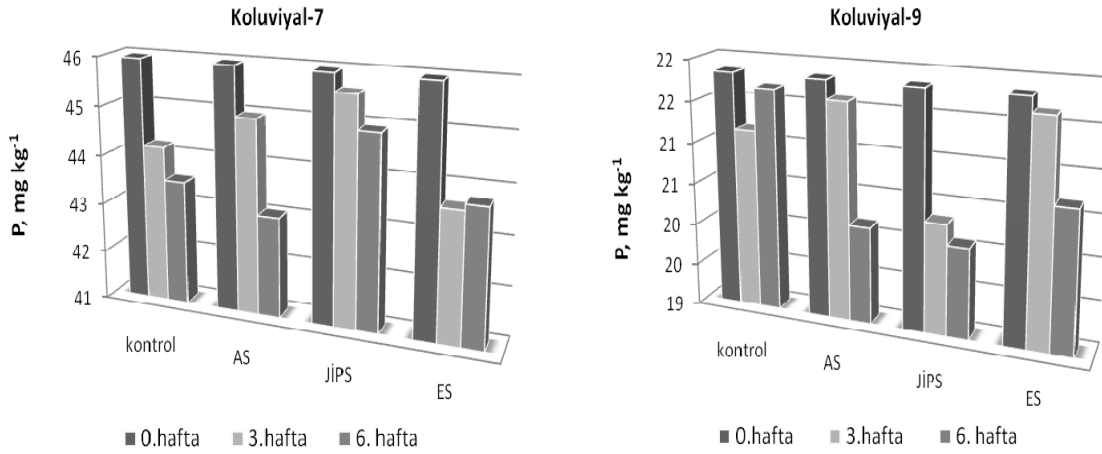 Koluviyal-7
P, mg kg-1
46
45
44
43
42
41
kontrol
AS
JİPS
ES
0.hafta 3.hafta 6. hafta
Koluviyal-9
P, mg kg-1
22
22
21
21
20
20
19
kontrol
AS
JİPS
ES
0.hafta 3.hafta 6. hafta